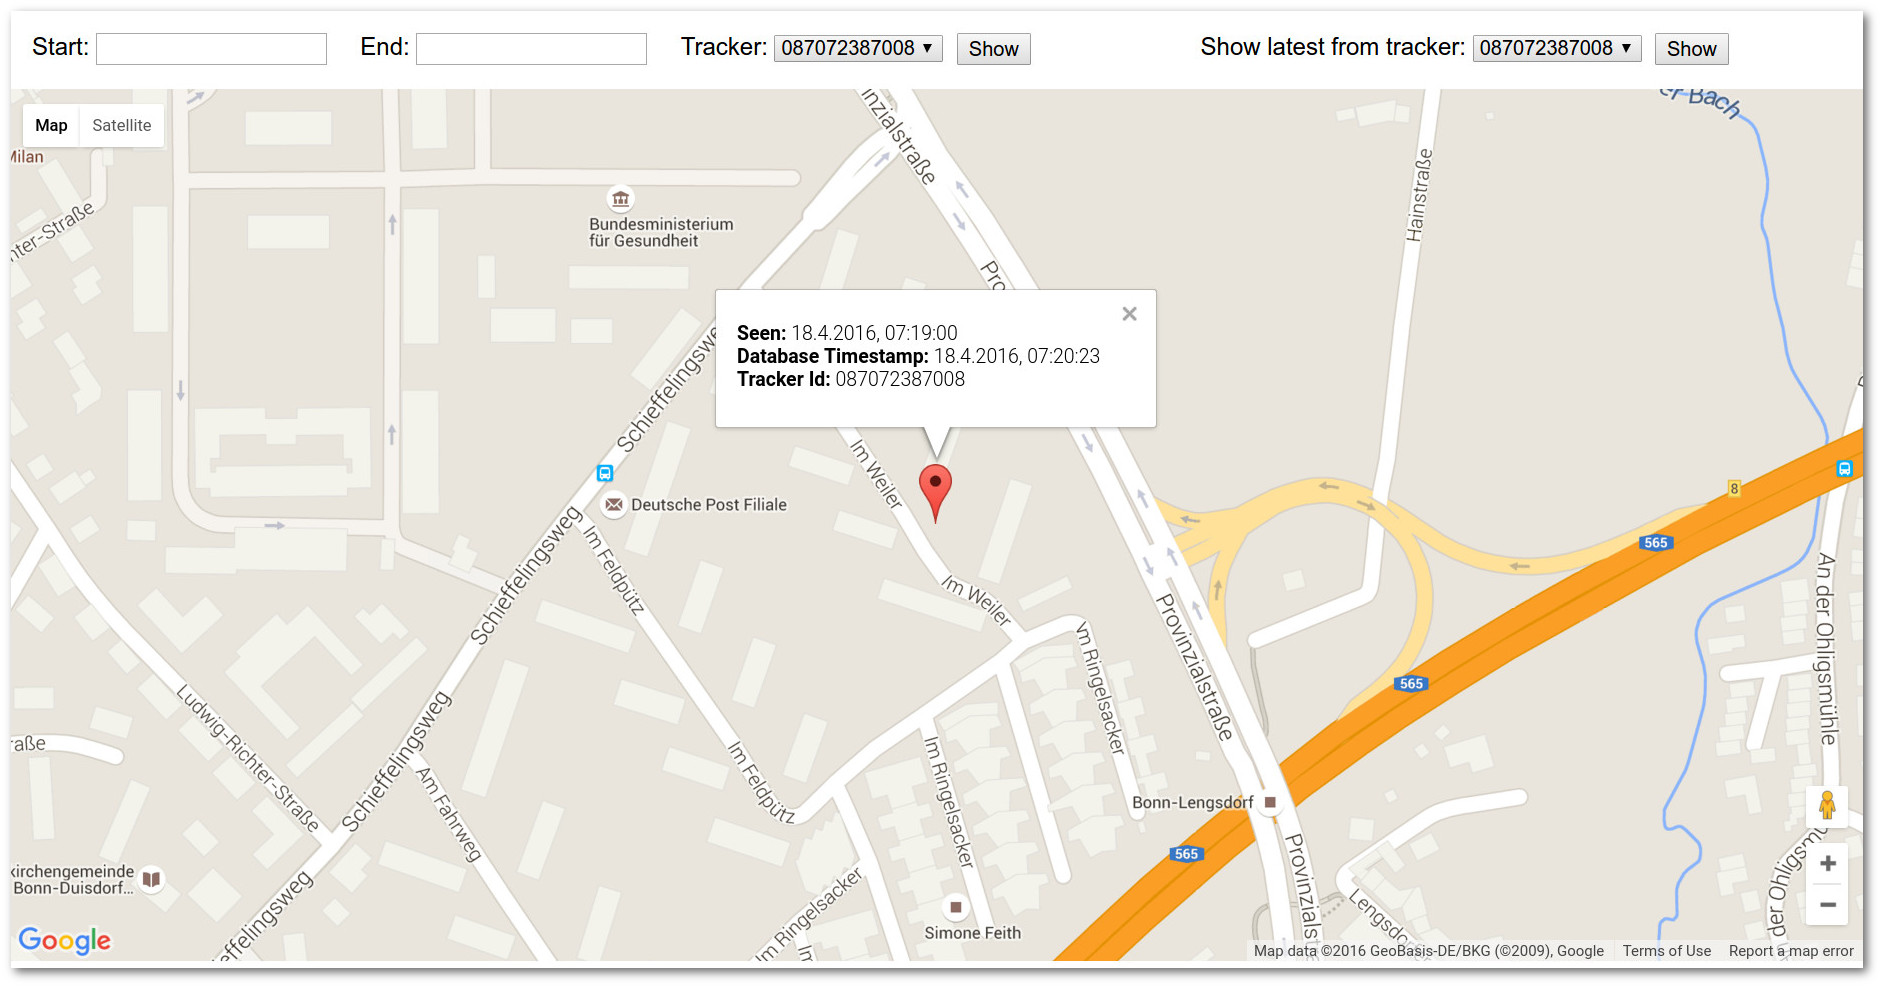 Start: End: Tracker: 087072387008 Show Show latest from tracker: 087072387008 Show
Map Satellite
Milan
nter-Straße
Bundesministerium
für Gesundheit
inzialstraße
Hainstraße
er Bach
Pro
Seen: 18.4.2016, 07:19:00
Database Timestamp: 18.4.2016, 07:20:23
Tracker Id: 087072387008
Schieffelingswe
Im Weiler
Deutsche Post Filiale
8
565
Schieffelingsweg
Im Feldpütz
Im Weiler
Provinzialstraße
Im Ringelsacker
An der Ohligsmühle
565
Ludwig-Richter-Straße
Schieffelingsweg
raße
Am Fahrweg
Im Feldpütz
Im Ringelsacker
Bonn-Lengsdorf
565
Provinzialst
kirchengemeinde
Bonn-Duisdorf...
effelingsweg
Im Ringelsacker
Im
Simone Feith
Lengsdo
per Ohligsmü
Google
Map data ©2016 GeoBasis-DE/BKG (©2009), Google Terms of Use Report a map error